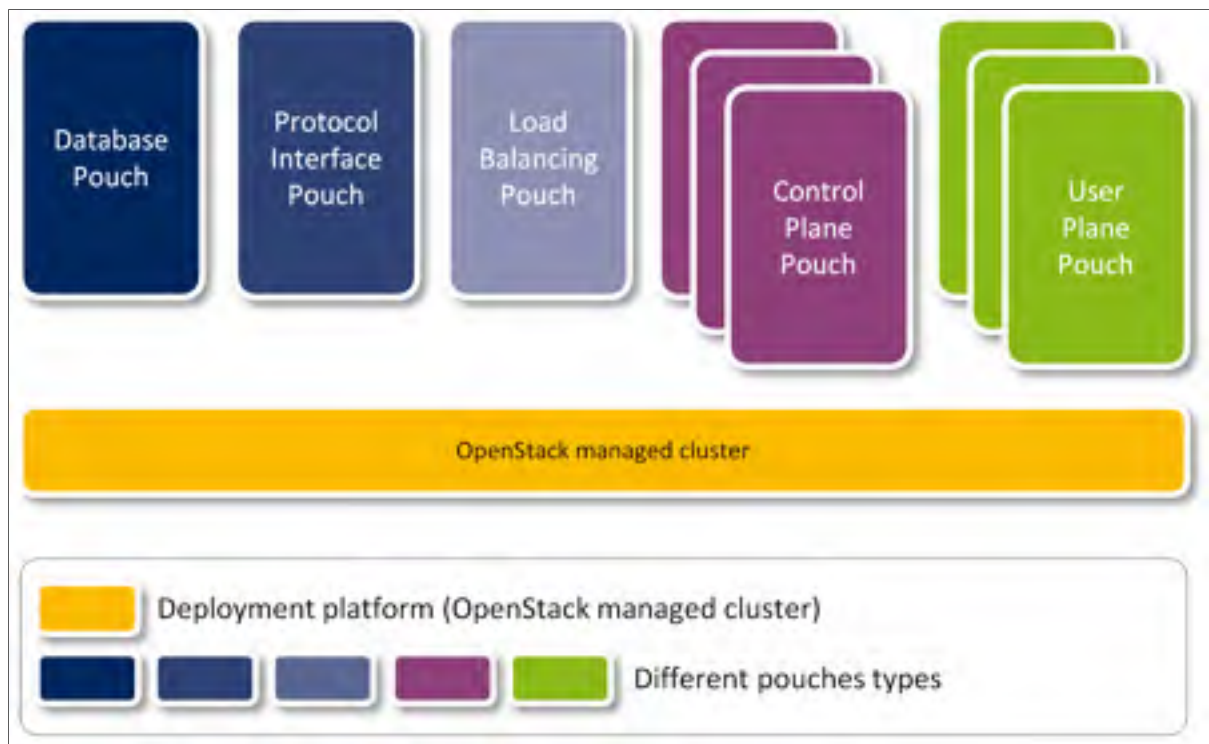 Database
Pouch
Protocol
Interface
Pouch
Load
Balancing
Pouch
Control
Plane
Pouch
User
Plane
Pouch
OpenStack managed cluster
Deployment platform (OpenStack managed cluster)
Different pouches types